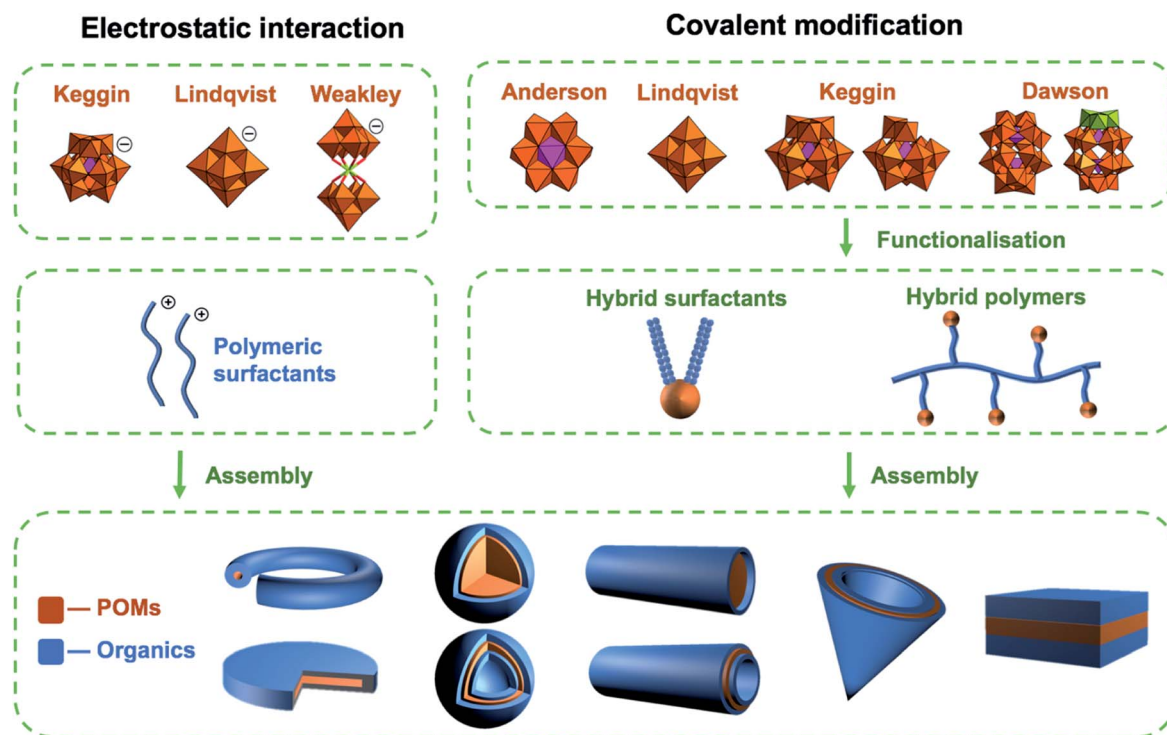 Electrostatic interaction
Covalent modification
Keggin
Lindqvist
Weakley
Anderson
Lindqvist
Keggin
Dawson
Functionalisation
Polymeric
surfactants
Hybrid surfactants
Hybrid polymers
Assembly
Assembly
POMs
Organics